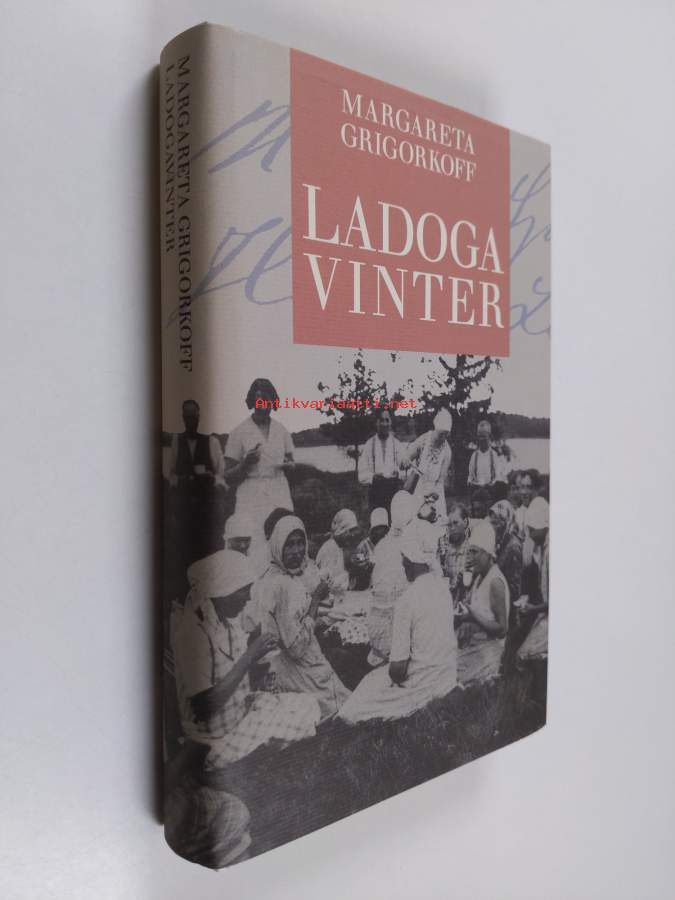 MARGARETA GRIGORKOFF
LADOGAVINTER
MARGARETA
GRIGORKOFF
LADOGA
VINTER
Antikvariaatti.net